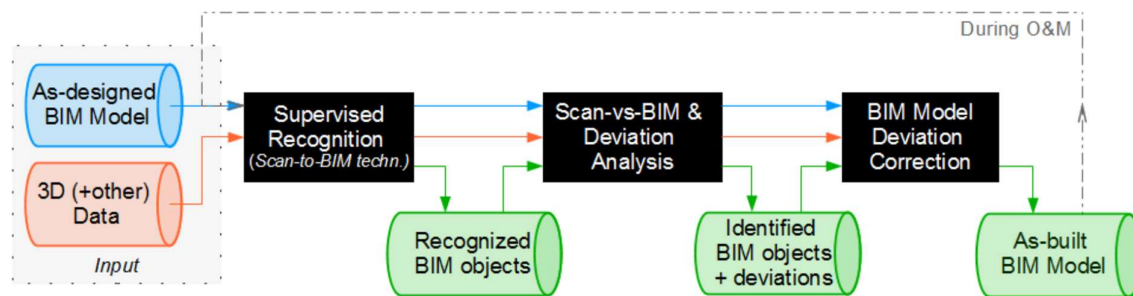 During O&M
As-designed
BIM Model
3D (+other)
Data
Input
Supervised
Recognition
(Scan-to-BIM techn.)
Scan-vs-BIM &
Deviation
Analysis
BIM Model
Deviation
Correction
Recognized
BIM objects
Identified
BIM objects
+ deviations
As-built
BIM Model